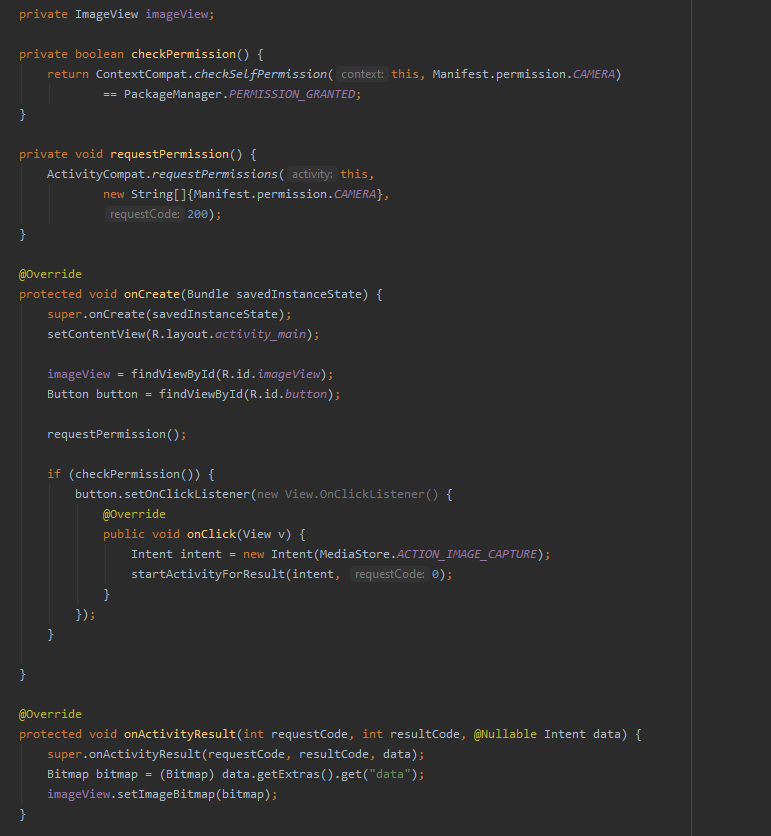 private ImageView imageView;
private boolean checkPermission() {
return ContextCompat.checkSelfPermission( context: this, Manifest.permission.CAMERA)
== PackageManager.PERMISSION_GRANTED;
}
private void requestPermission() {
ActivityCompat.requestPermissions( activity: this,
new String[]{Manifest.permission.CAMERA},
requestCode: 200);
}
@Override
protected void onCreate(Bundle savedInstanceState) {
super.onCreate(savedInstanceState);
setContentView(R.layout.activity_main);
imageView = findViewById(R.id.imageView);
Button button = findViewById(R.id.button);
requestPermission();
if (checkPermission()) {
button.setOnClickListener(new View.OnClickListener() {
@Override
public void onClick(View v) {
Intent intent = new Intent(MediaStore.ACTION_IMAGE_CAPTURE);
startActivityForResult(intent, requestCode: 0);
}
});
}
}
@Override
protected void onActivityResult(int requestCode, int resultCode, @Nullable Intent data) {
super.onActivityResult(requestCode, resultCode, data);
Bitmap bitmap = (Bitmap) data.getExtras().get("data");
imageView.setImageBitmap(bitmap);
}